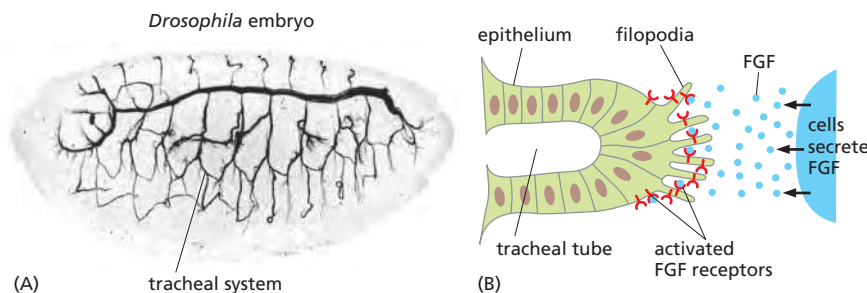 Drosophila embryo
tracheal system
(A)
epithelium
filopodia
FGF
cells
secrete
FGF
tracheal tube
activated
FGF receptors
(B)